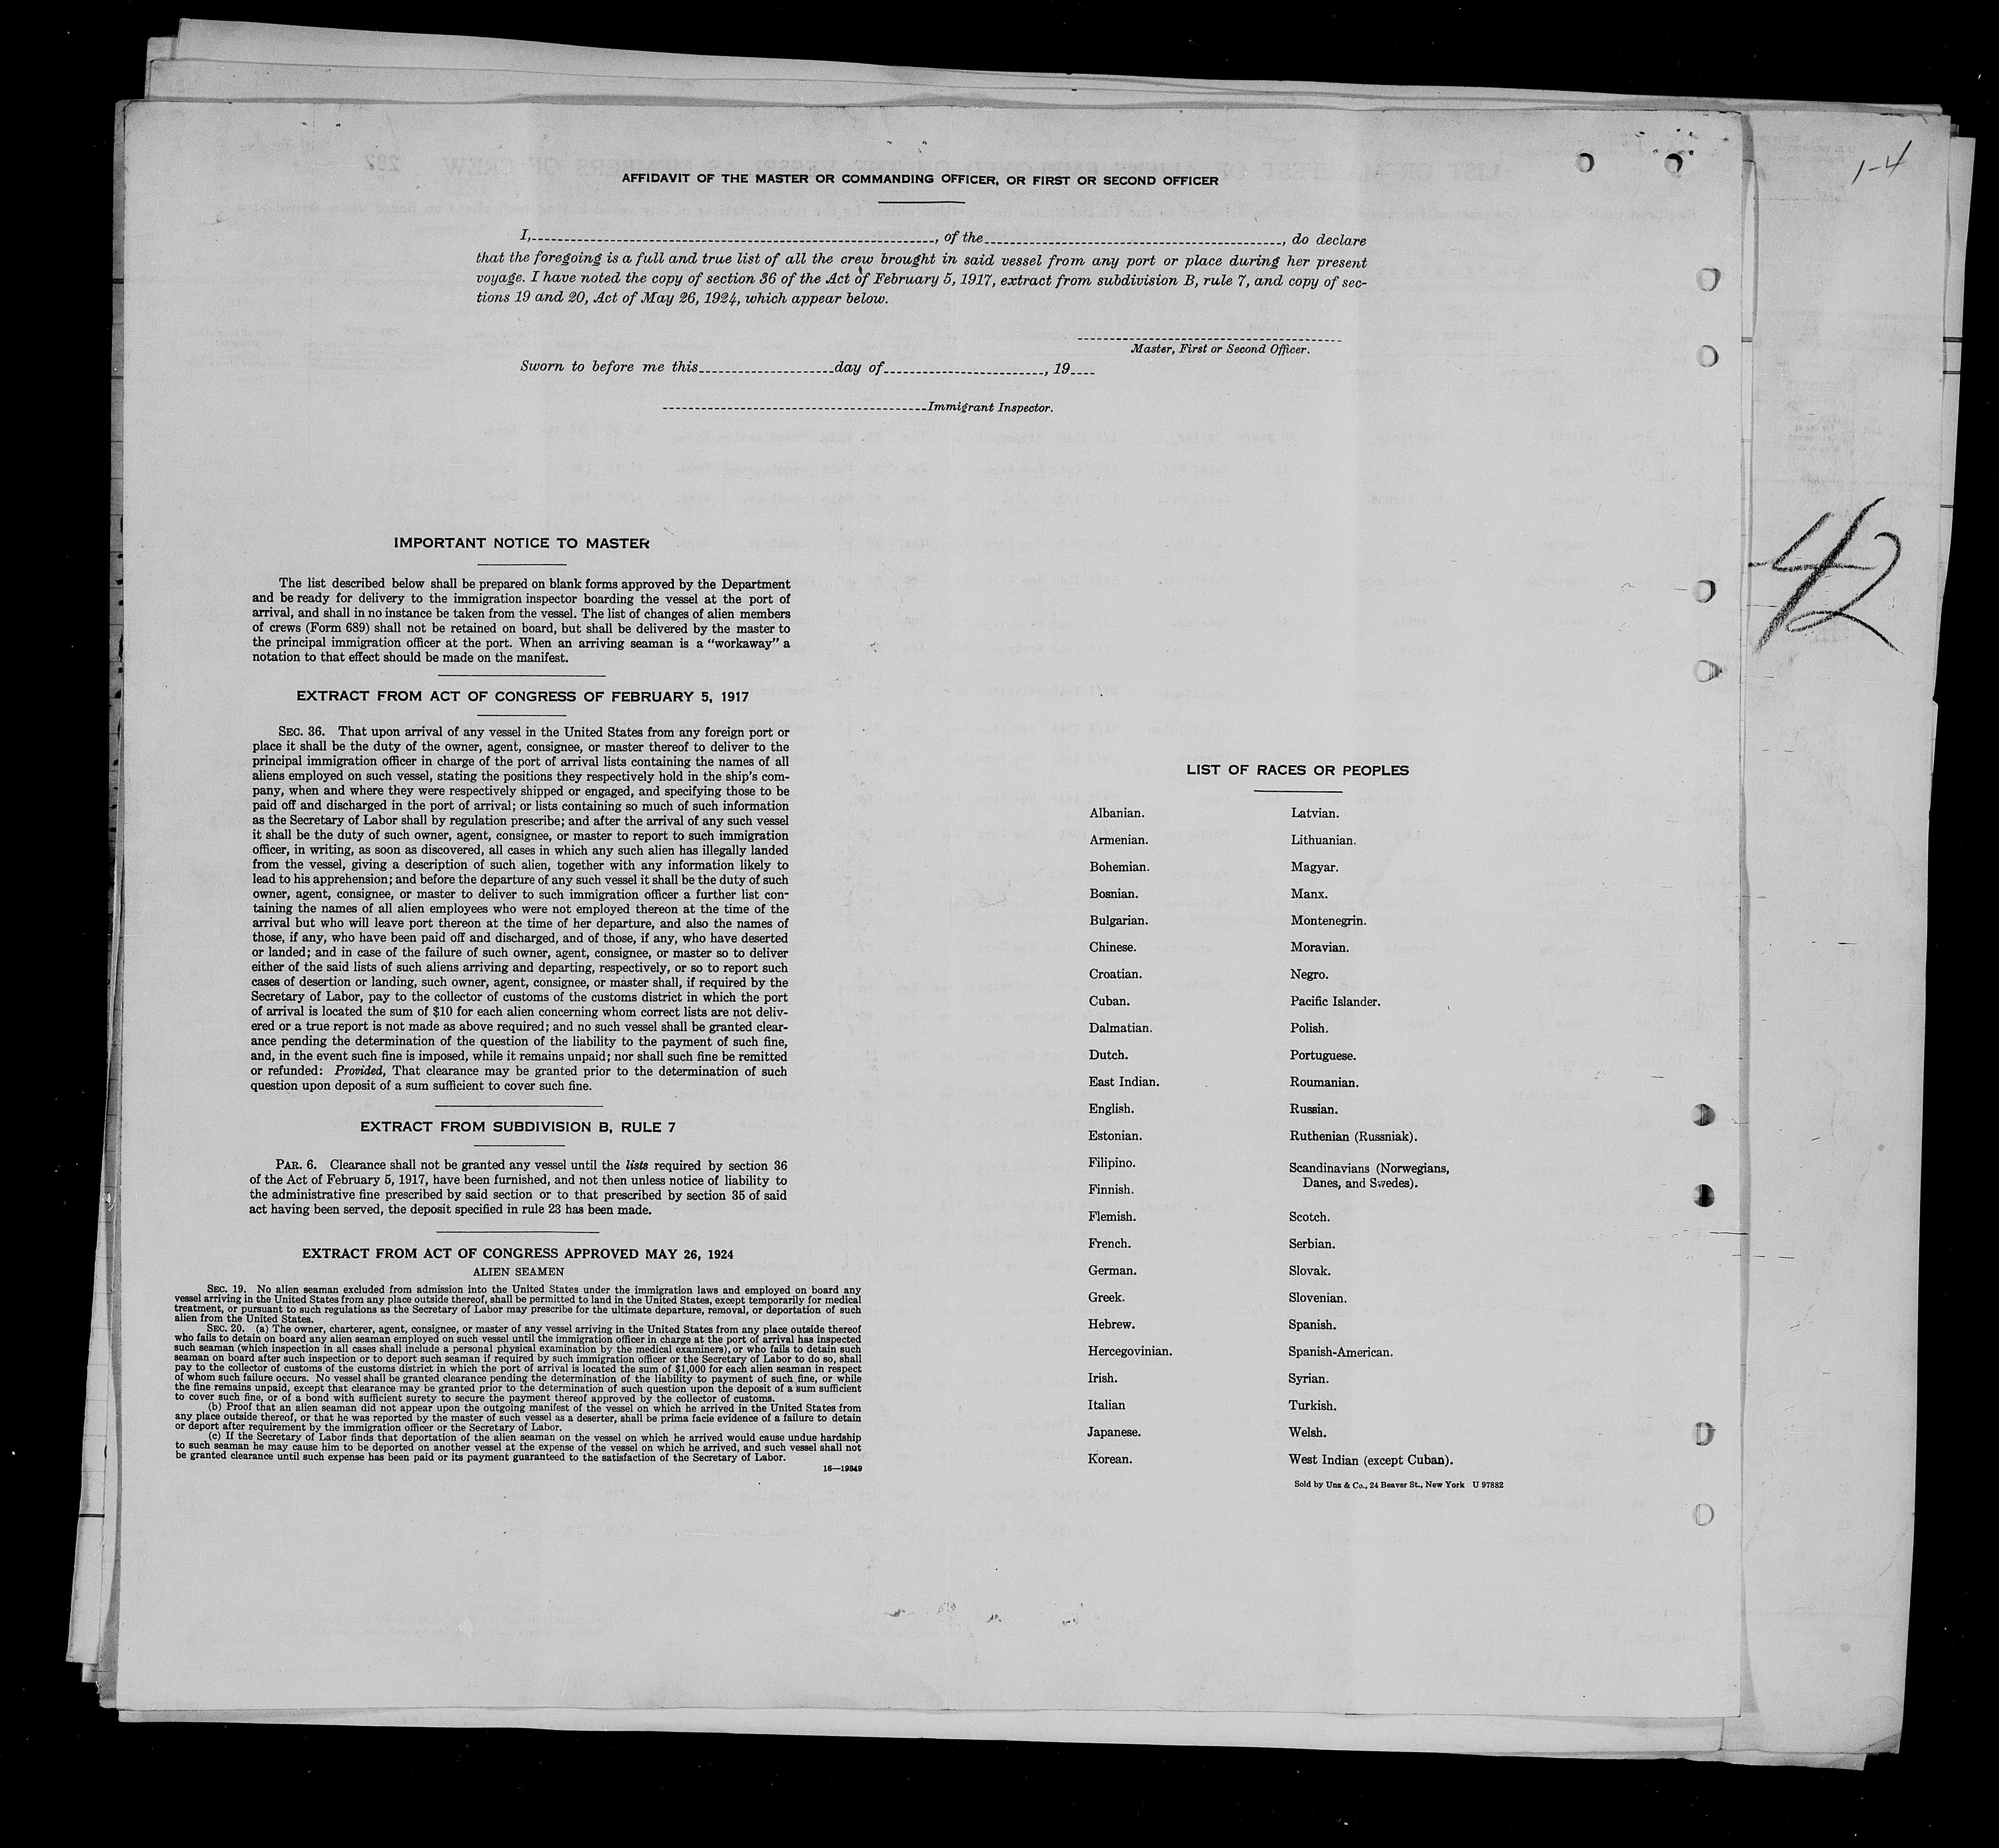 1-4
42
AFFIDAVIT OF THE MASTER OR COMMANDING OFFICER, OR FIRST OR SECOND OFFICER
I, , of the , do declare
that the foregoing is a full and true list of all the crew brought in said vessel from any port or place during her present
voyage. I have noted the copy of section 36 of the Act of February 5, 1917, extract from subdivision B, rule 7, and copy of sec-
tions 19 and 20, Act of May 26, 1924, which appear below.
Master, First or Second Officer.
Sworn to before me this day of , 19
Immigrant Inspector.
IMPORTANT NOTICE TO MASTER
The list described below shall be prepared on blank forms approved by the Department
and be ready for delivery to the immigration inspector boarding the vessel at the port of
arrival, and shall in no instance be taken from the vessel. The list of changes of alien members
of crews (Form 689) shall not be retained on board, but shall be delivered by the master to
the principal immigration officer at the port. When an arriving seaman is a "workaway" a
notation to that effect should be made on the manifest.
EXTRACT FROM ACT OF CONGRESS OF FEBRUARY 5, 1917
SEC. 36. That upon arrival of any vessel in the United States from any foreign port or
place it shall be the duty of the owner, agent, consignee, or master thereof to deliver to the
principal immigration officer in charge of the port of arrival lists containing the names of all
aliens employed on such vessel, stating the positions they respectively hold in the ship's com-
pany, when and where they were respectively shipped or engaged, and specifying those to be
paid off and discharged in the port of arrival; or lists containing so much of such information
as the Secretary of Labor shall by regulation prescribe; and after the arrival of any such vessel
it shall be the duty of such owner, agent, consignee, or master to report to such immigration
officer, in writing, as soon as discovered, all cases in which any such alien has illegally landed
from the vessel, giving a description of such alien, together with any information likely to
lead to his apprehension; and before the departure of any such vessel it shall be the duty of such
owner, agent, consignee, or master to deliver to such immigration officer a further list con-
taining the names of all alien employees who were not employed thereon at the time of the
arrival but who will leave port thereon at the time of her departure, and also the names of
those, if any, who have been paid off and discharged, and of those, if any, who have deserted
or landed; and in case of the failure of such owner, agent, consignee, or master so to deliver
either of the said lists of such aliens arriving and departing, respectively, or so to report such
cases of desertion or landing, such owner, agent, consignee, or master shall, if required by the
Secretary of Labor, pay to the collector of customs of the customs district in which the port
of arrival is located the sum of $10 for each alien concerning whom correct lists are not deliv-
ered or a true report is not made as above required; and no such vessel shall be granted clear-
ance pending the determination of the question of the liability to the payment of such fine,
and, in the event such fine is imposed, while it remains unpaid; nor shall such fine be remitted
or refunded: Provided, That clearance may be granted prior to the determination of such
question upon deposit of a sum sufficient to cover such fine.
EXTRACT FROM SUBDIVISION B, RULE 7
PAR. 6. Clearance shall not be granted any vessel until the lists required by section 36
of the Act of February 5, 1917, have been furnished, and not then unless notice of liability to
the administrative fine prescribed by said section or to that prescribed by section 35 of said
act having been served, the deposit specified in rule 23 has been made.
EXTRACT FROM ACT OF CONGRESS APPROVED MAY 26, 1924
ALIEN SEAMEN
SEC. 19. No alien seaman excluded from admission into the United States under the immigration laws and employed on board any
vessel arriving in the United States from any place outside thereof, shall be permitted to land in the United States, except temporarily for medical
treatment, or pursuant to such regulations as the Secretary of Labor may prescribe for the ultimate departure, removal, or deportation of such
alien from the United States.
SEC. 20. (a) The owner, charterer, agent, consignee, or master of any vessel arriving in the United States from any place outside thereof
who fails to detain on board any alien seaman employed on such vessel until the immigration officer in charge at the port of arrival has inspected
such seaman (which inspection in all cases shall include a personal physical examination by the medical examiners), or who fails to detain such
seaman on board after such inspection or to deport such seaman if required by such immigration officer or the Secretary of Labor to do so, shall
pay to the collector of customs of the customs district in which the port of arrival is located the sum of $1,000 for each alien seaman in respect
of whom such failure occurs. No vessel shall be granted clearance pending the determination of the liability to payment of such fine, or while
the fine remains unpaid, except that clearance may be granted prior to the determination of such question upon the deposit of a sum sufficient
to cover such fine, or of a bond with sufficient surety to secure the payment thereof approved by the collector of customs.
(b) Proof that an alien seaman did not appear upon the outgoing manifest of the vessel on which he arrived in the United States from
any place outside thereof, or that he was reported by the master of such vessel as a deserter, shall be prima facie evidence of a failure to detain
or deport after requirement by the immigration officer or the Secretary of Labor.
(c) If the Secretary of Labor finds that deportation of the alien seaman on the vessel on which he arrived would cause undue hardship
to such seaman he may cause him to be deported on another vessel at the expense of the vessel on which he arrived, and such vessel shall not
be granted clearance until such expense has been paid or its payment guaranteed to the satisfaction of the Secretary of Labor.
16—19849
LIST OF RACES OR PEOPLES
Albanian.
Armenian.
Bohemian.
Bosnian.
Bulgarian.
Chinese.
Croatian.
Cuban.
Dalmatian.
Dutch.
East Indian.
English.
Estonian.
Filipino.
Finnish.
Flemish.
French.
German.
Greek.
Hebrew.
Hercegovinian.
Irish.
Italian
Japanese.
Korean.
Latvian.
Lithuanian.
Magyar.
Manx.
Montenegrin.
Moravian.
Negro.
Pacific Islander.
Polish.
Portuguese.
Roumanian.
Russian.
Ruthenian (Russniak).
Scandinavians (Norwegians,
Danes, and Swedes).
Scotch.
Serbian.
Slovak.
Slovenian.
Spanish.
Spanish-American.
Syrian.
Turkish.
Welsh.
West Indian (except Cuban).
Sold by Unz & Co., 24 Beaver St., New York U 97882